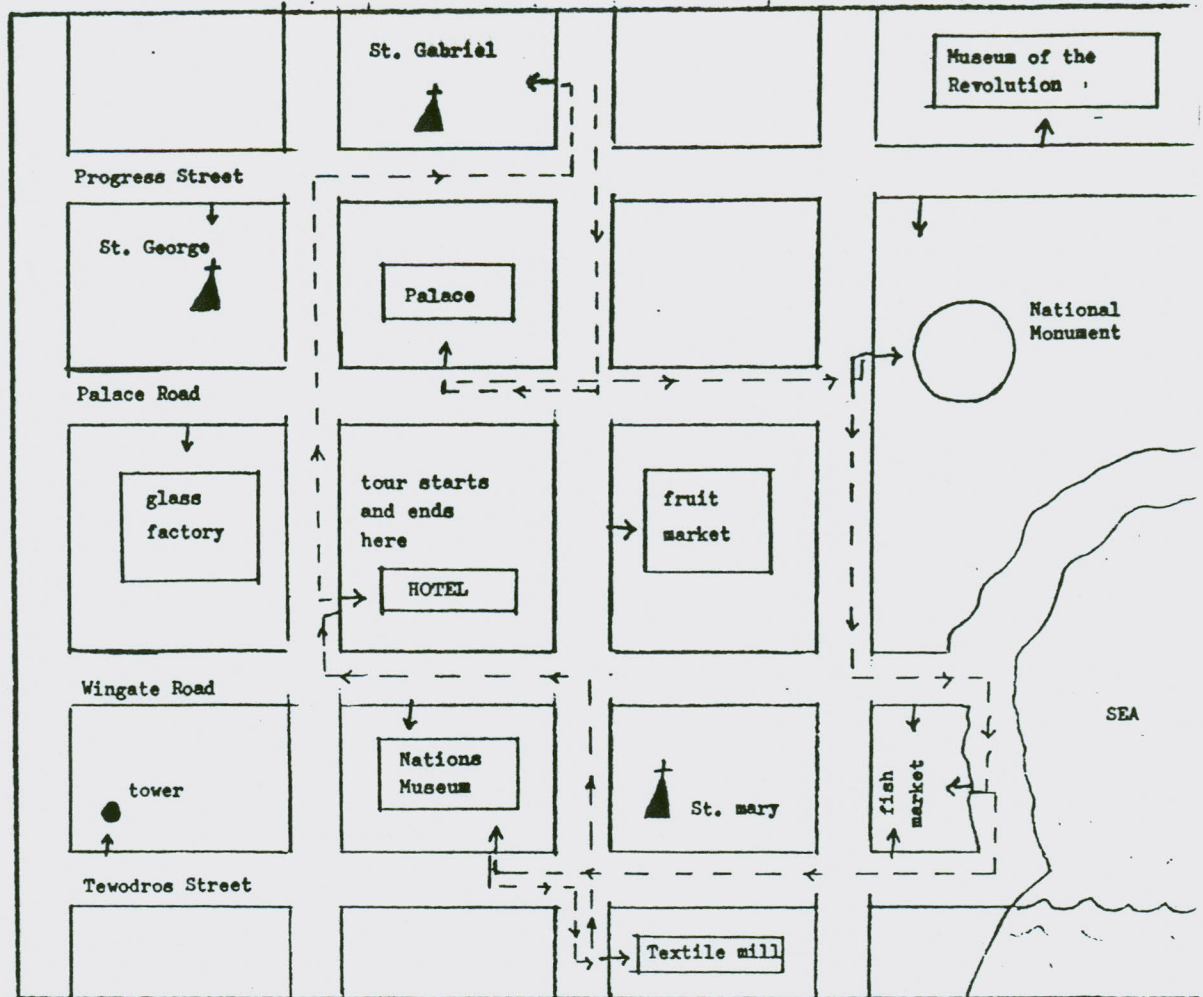 St. Gabriel
Museum of the
Revolution
Progress Street
St. George
Palace
National
Monument
Palace Road
glass
factory
tour starts
and ends
here
HOTEL
fruit
market
Wingate Road
SEA
tower
Nations
Museum
St. mary
fish
market
Tewodros Street
Textile mill